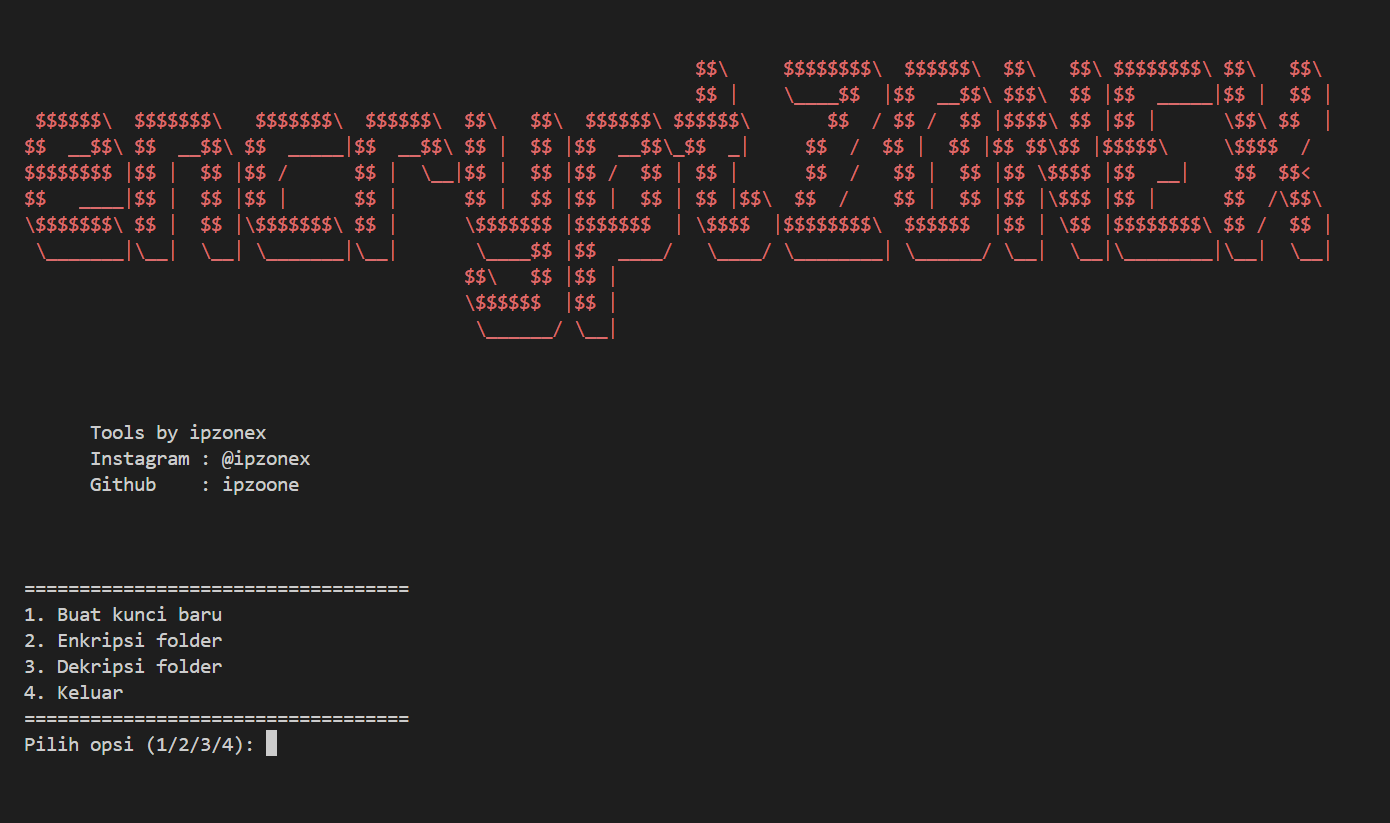 encryptZONEX
Tools by ipzonex
Instagram : @ipzonex
Github    : ipzoone
==================================
1. Buat kunci baru
2. Enkripsi folder
3. Dekripsi folder
4. Keluar
==================================
Pilih opsi (1/2/3/4):